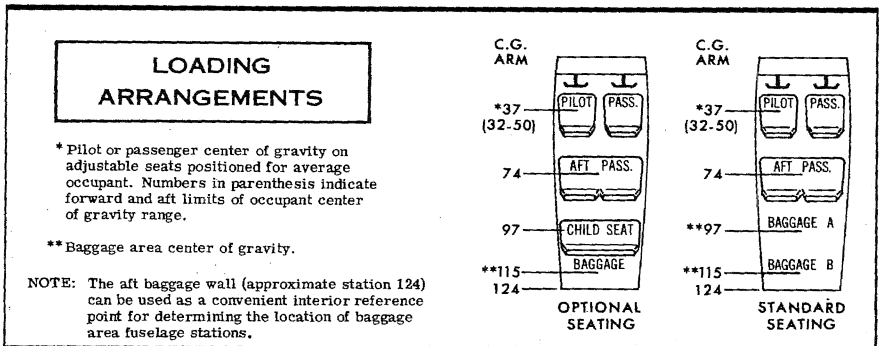 LOADING
ARRANGEMENTS
* Pilot or passenger center of gravity on
adjustable seats positioned for average
occupant. Numbers in parenthesis indicate
forward and aft limits of occupant center
of gravity range.
** Baggage area center of gravity.
NOTE: The aft baggage wall (approximate station 124)
can be used as a convenient interior reference
point for determining the location of baggage
area fuselage stations.
C.G.
ARM
*37
(32-50)
PILOT
PASS.
74
AFT PASS.
97
CHILD SEAT
BAGGAGE
**115
124
OPTIONAL
SEATING
C.G.
ARM
*37
(32-50)
PILOT
PASS.
74
AFT PASS.
**97
BAGGAGE A
**115
BAGGAGE B
124
STANDARD
SEATING